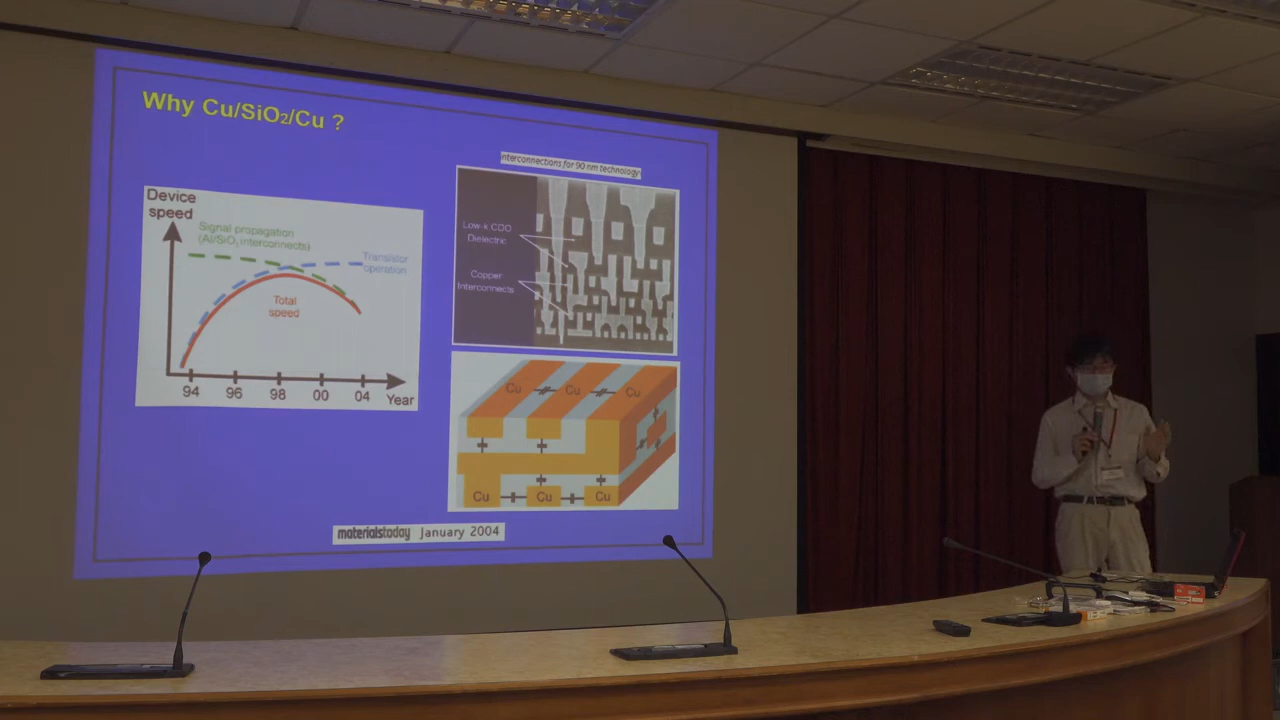 Why Cu/SiO₂/Cu ?
Device
speed
Signal propagation
(Al/SiO₂ interconnects)
Transistor
operation
Total
speed
94 96 98 00 04 Year
Interconnections for 90 nm technology
Low-k CDO
Dielectric
Copper
Interconnects
Cu Cu Cu
Cu Cu Cu
materialstoday January 2004